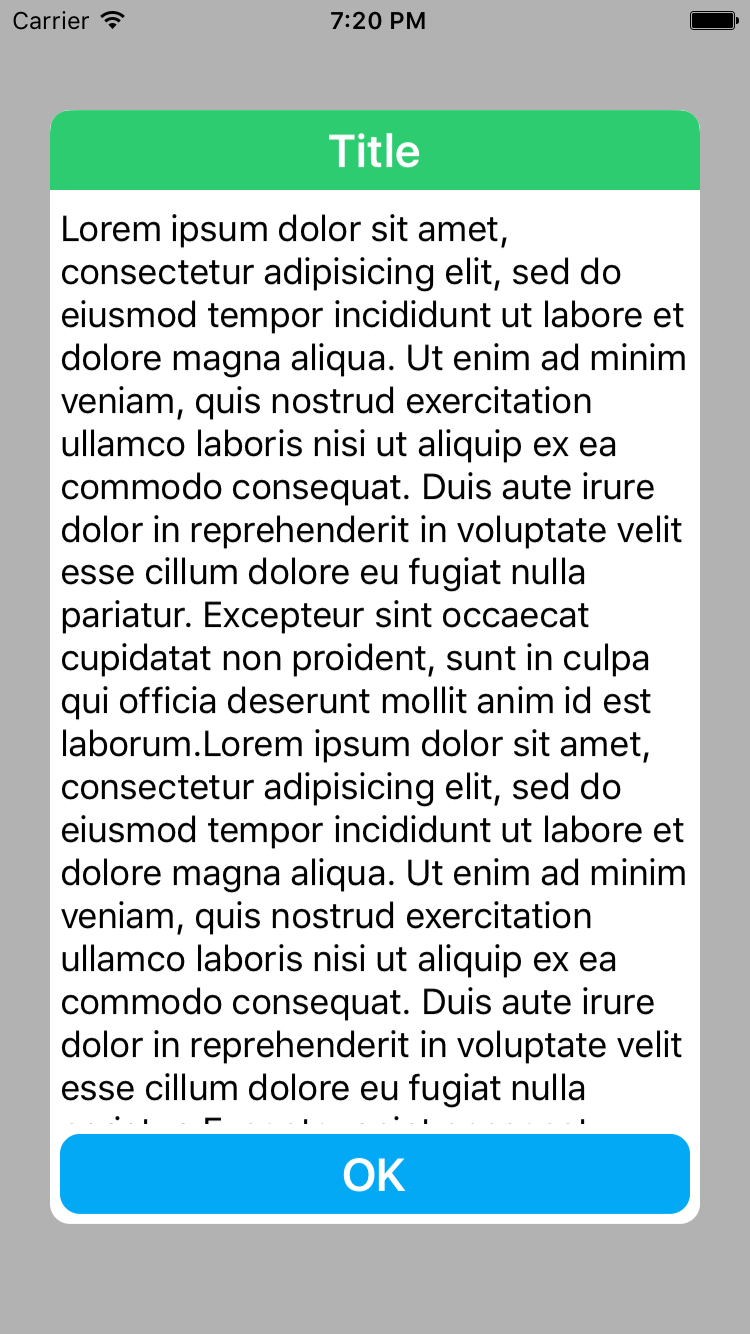 Carrier 7:20 PM
Title
Lorem ipsum dolor sit amet,
consectetur adipisicing elit, sed do
eiusmod tempor incididunt ut labore et
dolore magna aliqua. Ut enim ad minim
veniam, quis nostrud exercitation
ullamco laboris nisi ut aliquip ex ea
commodo consequat. Duis aute irure
dolor in reprehenderit in voluptate velit
esse cillum dolore eu fugiat nulla
pariatur. Excepteur sint occaecat
cupidatat non proident, sunt in culpa
qui officia deserunt mollit anim id est
laborum.Lorem ipsum dolor sit amet,
consectetur adipisicing elit, sed do
eiusmod tempor incididunt ut labore et
dolore magna aliqua. Ut enim ad minim
veniam, quis nostrud exercitation
ullamco laboris nisi ut aliquip ex ea
commodo consequat. Duis aute irure
dolor in reprehenderit in voluptate velit
esse cillum dolore eu fugiat nulla
OK